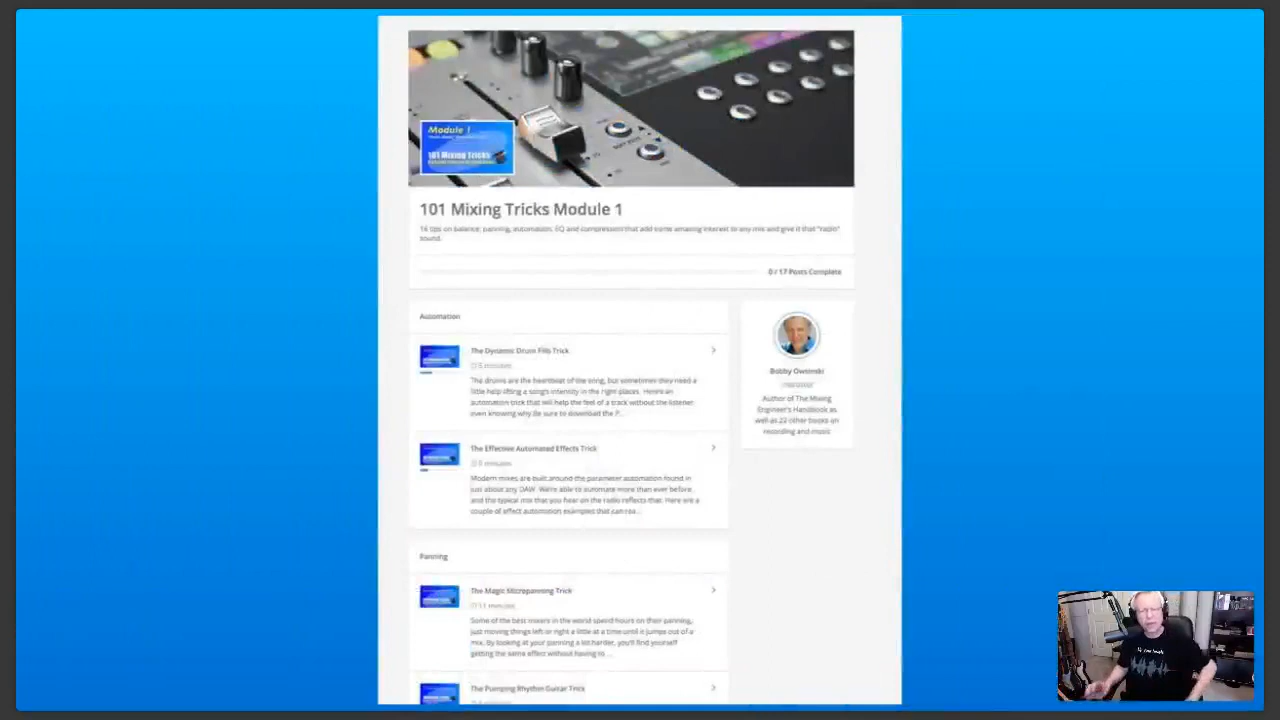 Module 1
101 Mixing Tricks
101 Mixing Tricks Module 1
16 tips on balance, panning, automation, EQ and compression that add some amazing interest to any mix and give it that "radio"
sound.
0 / 17 Posts Complete
Automation
The Dynamic Drum Fills Trick
minutes
The drums are the heartbeat of the song, but sometimes they need a
little help lifting a song's intensity in the right places. Here's an
automation trick that will help the feel of a track without the listener
even knowing why. Be sure to download the
The Effective Automated Effects Trick
minutes
Modern mixes are built around the parameter automation found in
just about any DAW. We're able to automate more than ever before
and the typical mix that you hear on the radio reflects that. Here are a
couple of effect automation examples that can rea...
Panning
The Magic Micropanning Trick
11 minutes
Some of the best mixers in the world spend hours on their panning,
just moving things left or right a little at a time until it jumps out of a
mix. By looking at your panning a lot harder, you'll find yourself
getting the same effect without having to ...
The Pumping Rhythm Guitar Trick
Bobby Owsinski
Instructor
Author of The Mixing
Engineer's Handbook as
well as 22 other books on
recording and music